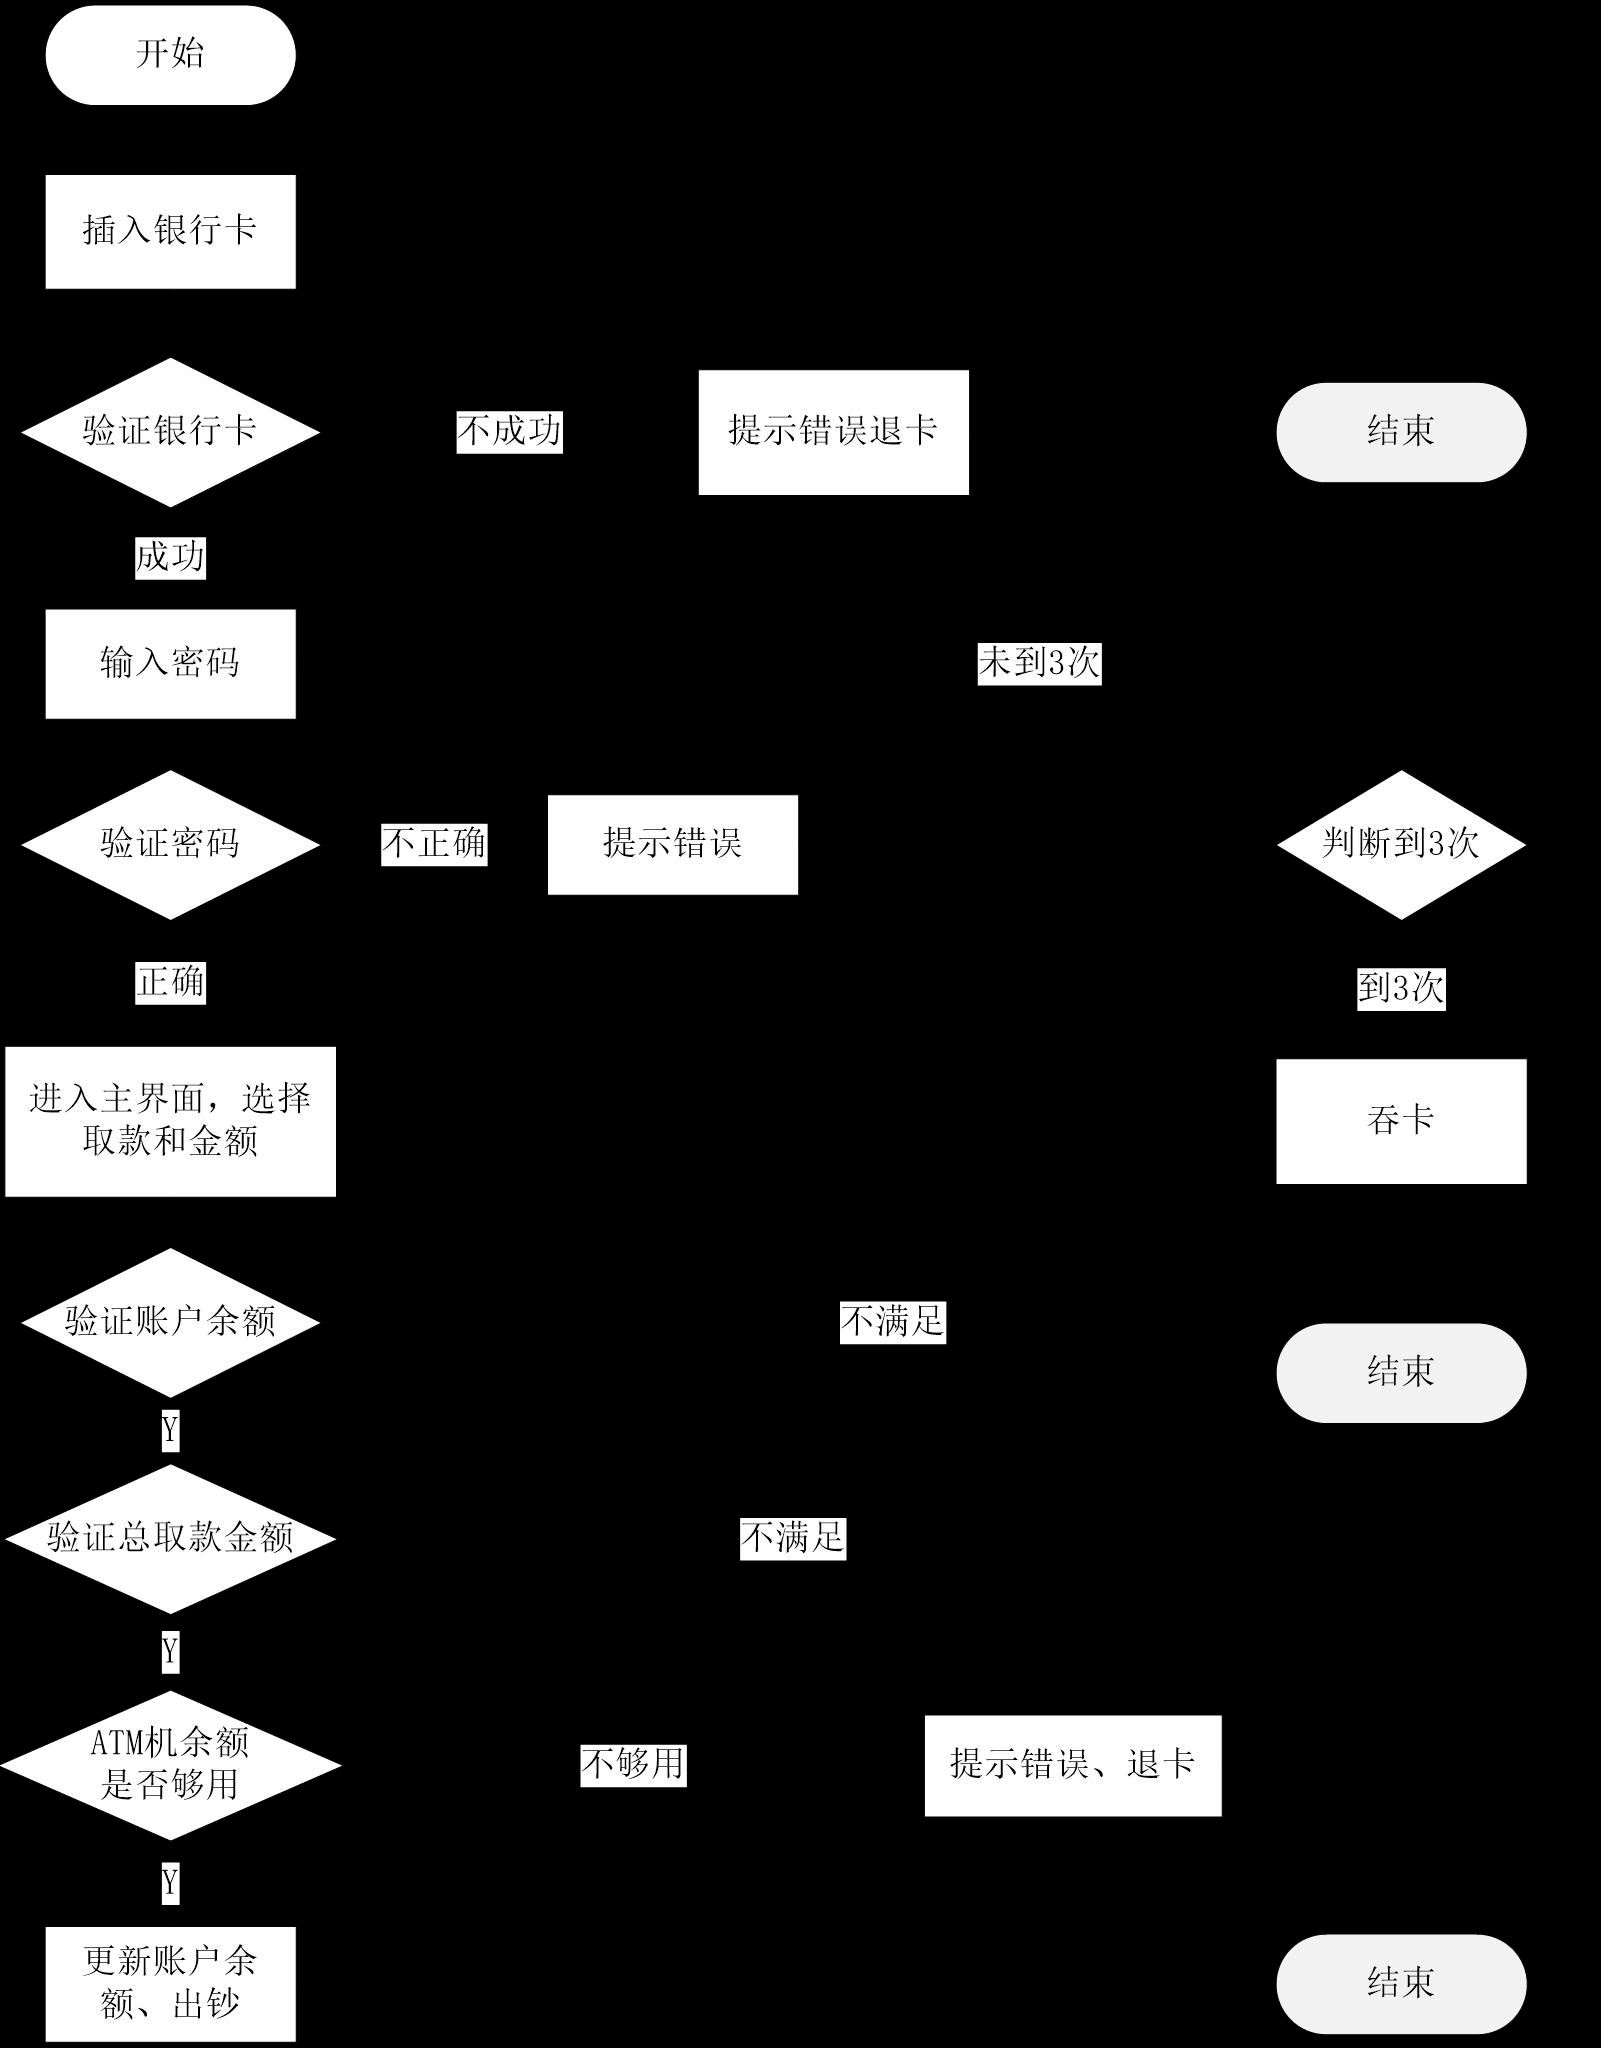 开始
插入银行卡
验证银行卡
不成功
提示错误退卡
结束
成功
输入密码
未到3次
验证密码
不正确
提示错误
判断到3次
正确
到3次
进入主界面，选择
取款和金额
吞卡
验证账户余额
不满足
结束
Y
验证总取款金额
不满足
Y
ATM机余额
是否够用
不够用
提示错误、退卡
Y
更新账户余
额、出钞
结束